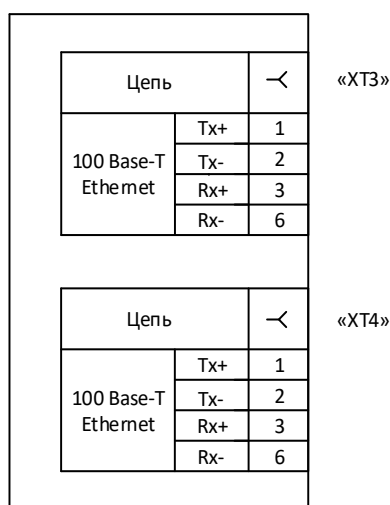 Цепь «XT3»
Tx+ 1
100 Base-T Tx- 2
Ethernet Rx+ 3
Rx- 6
Цепь «XT4»
Tx+ 1
100 Base-T Tx- 2
Ethernet Rx+ 3
Rx- 6